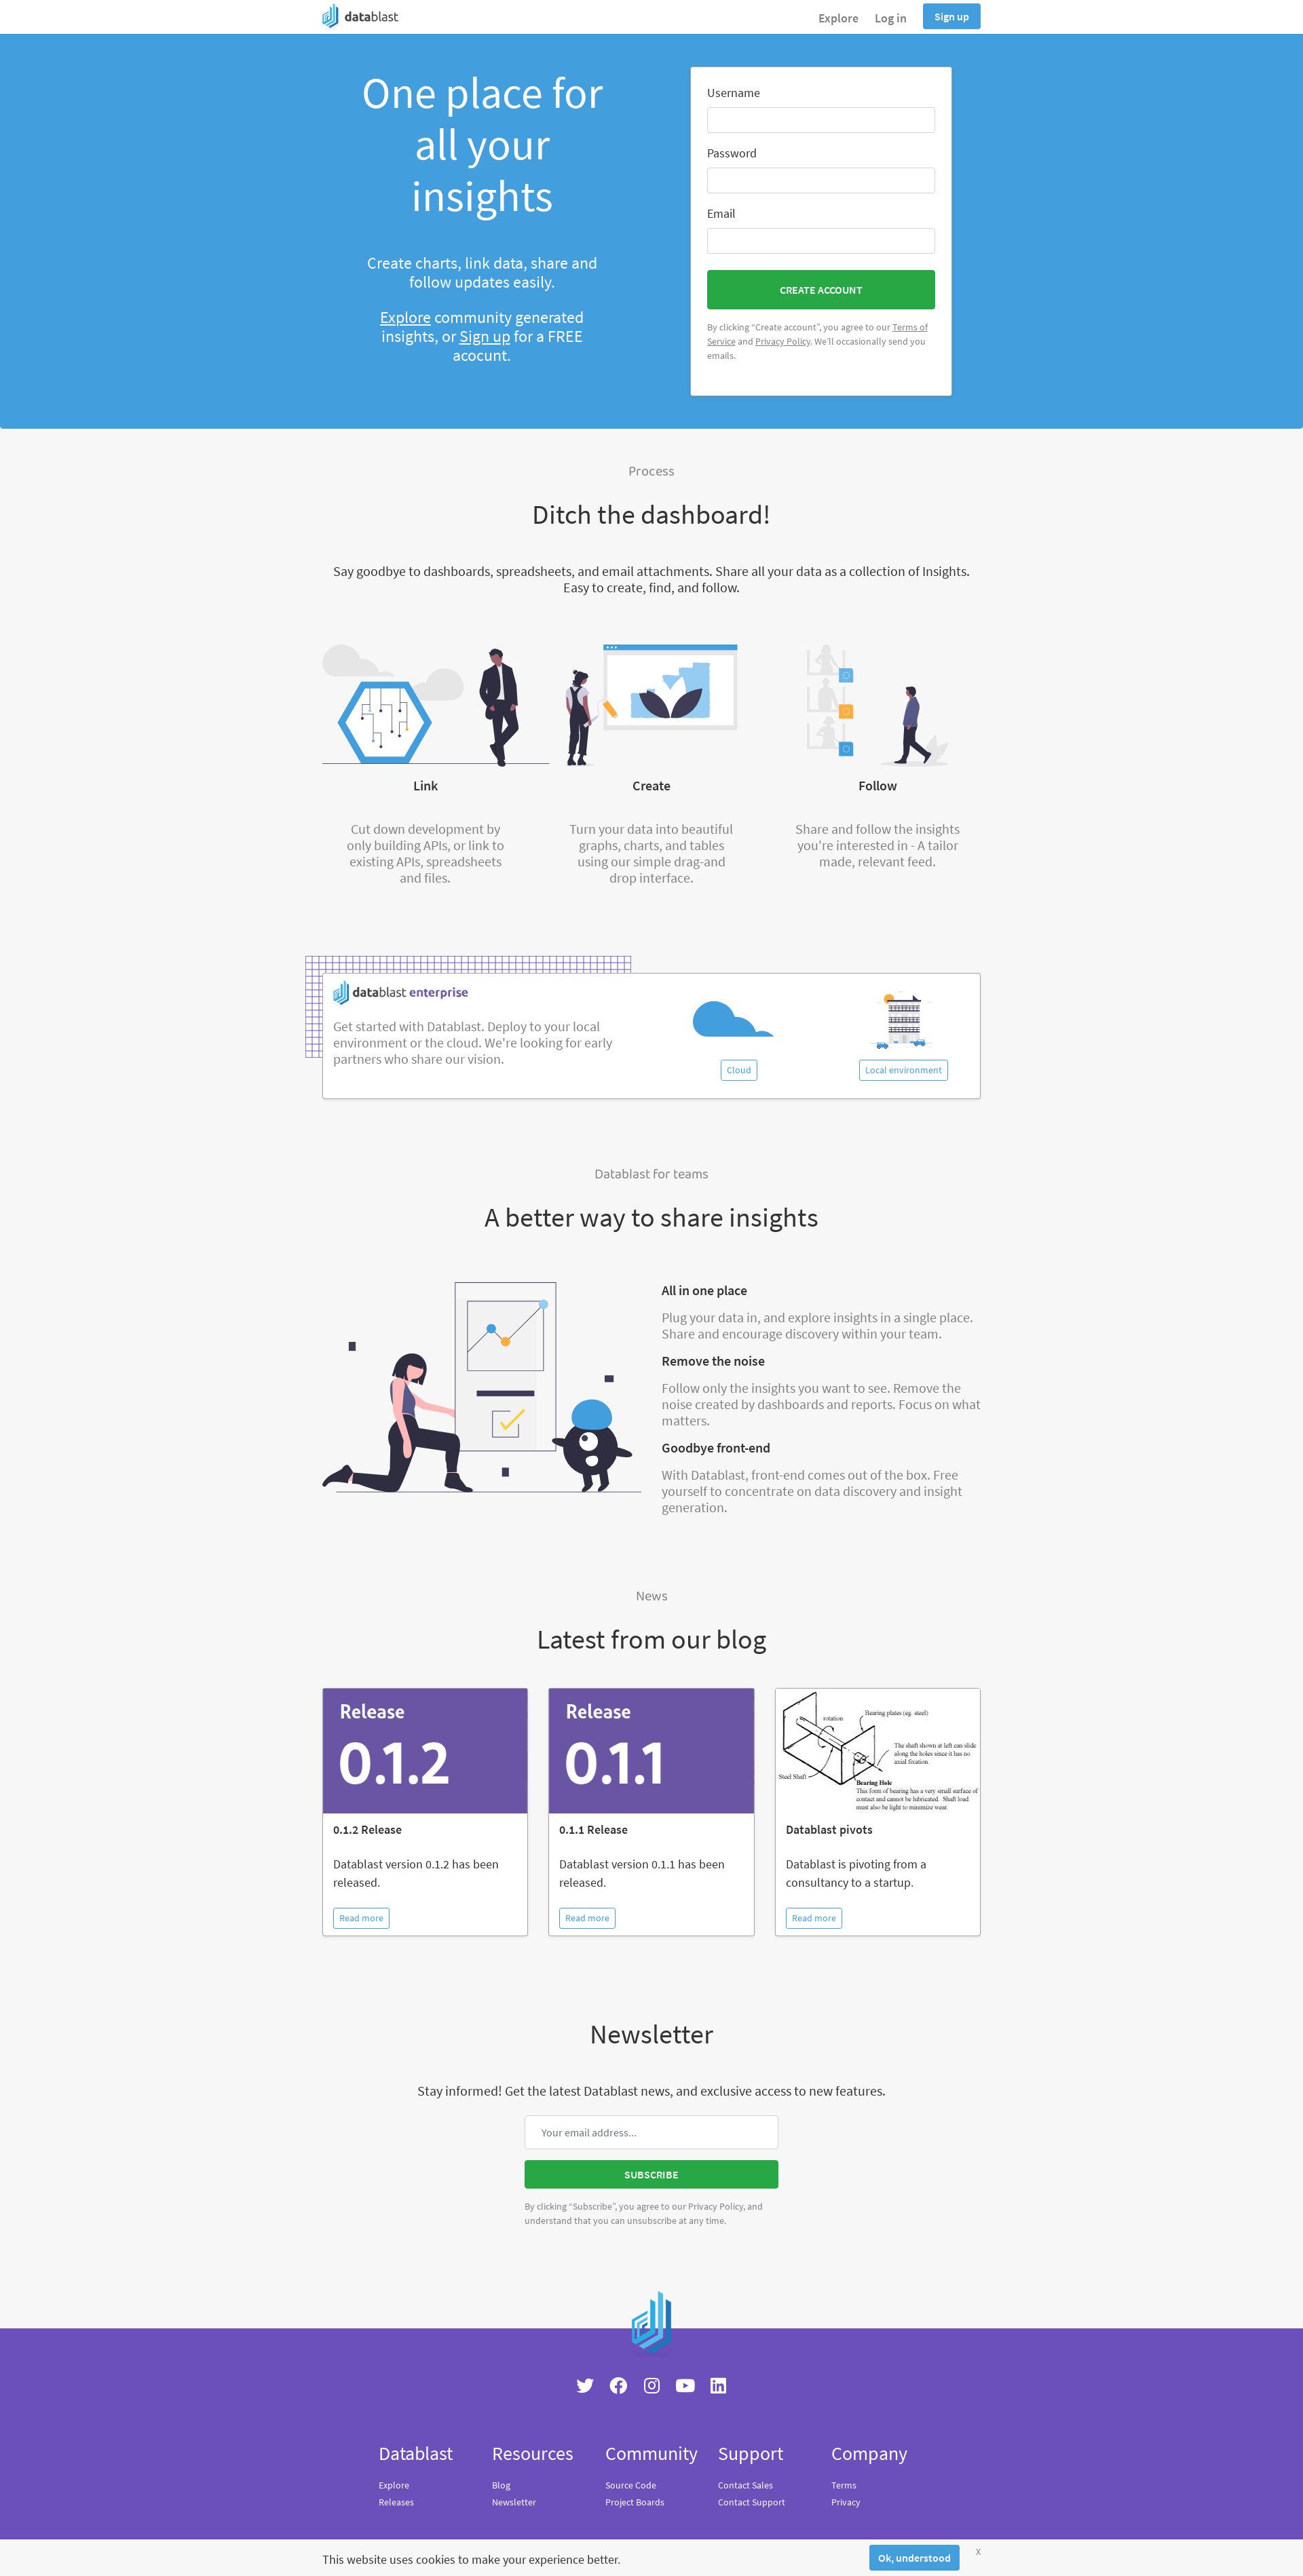 datablast
Explore
Log in
Sign up
One place for
all your
insights
Create charts, link data, share and
follow updates easily.
Explore community generated
insights, or Sign up for a FREE
acocunt.
Username
Password
Email
CREATE ACCOUNT
By clicking “Create account”, you agree to our Terms of
Service and Privacy Policy. We’ll occasionally send you
emails.
Process
Ditch the dashboard!
Say goodbye to dashboards, spreadsheets, and email attachments. Share all your data as a collection of Insights.
Easy to create, find, and follow.
Link
Cut down development by
only building APIs, or link to
existing APIs, spreadsheets
and files.
Create
Turn your data into beautiful
graphs, charts, and tables
using our simple drag-and
drop interface.
Follow
Share and follow the insights
you're interested in - A tailor
made, relevant feed.
datablast enterprise
Get started with Datablast. Deploy to your local
environment or the cloud. We're looking for early
partners who share our vision.
Cloud
Local environment
Datablast for teams
A better way to share insights
All in one place
Plug your data in, and explore insights in a single place.
Share and encourage discovery within your team.
Remove the noise
Follow only the insights you want to see. Remove the
noise created by dashboards and reports. Focus on what
matters.
Goodbye front-end
With Datablast, front-end comes out of the box. Free
yourself to concentrate on data discovery and insight
generation.
News
Latest from our blog
Release
0.1.2
0.1.2 Release
Datablast version 0.1.2 has been
released.
Read more
Release
0.1.1
0.1.1 Release
Datablast version 0.1.1 has been
released.
Read more
rotation
Bearing plates (eg. steel)
The shaft shown at left can slide
along the holes since it has no
axial fixation.
Steel Shaft
Bearing Hole
This form of bearing has a very small surface of
contact and cannot be lubricated. Shaft load
must also be light to minimize wear.
Datablast pivots
Datablast is pivoting from a
consultancy to a startup.
Read more
Newsletter
Stay informed! Get the latest Datablast news, and exclusive access to new features.
Your email address...
SUBSCRIBE
By clicking “Subscribe”, you agree to our Privacy Policy, and
understand that you can unsubscribe at any time.
Datablast
Explore
Releases
Resources
Blog
Newsletter
Community
Source Code
Project Boards
Support
Contact Sales
Contact Support
Company
Terms
Privacy
This website uses cookies to make your experience better.
Ok, understood
X